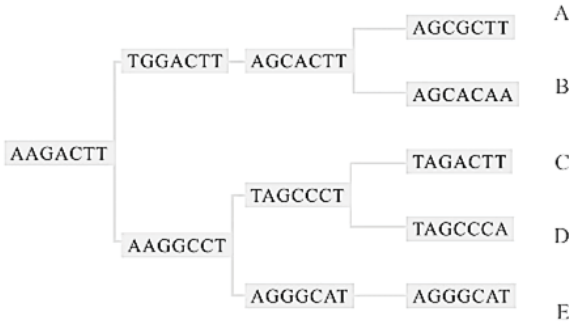 A
AGCGCTT
TGGACTT
AGCACTT
B
AGCACAA
AAGACTT
C
TAGACTT
TAGCCCT
D
TAGCCCA
AAGGCCT
AGGGCAT
AGGGCAT
E